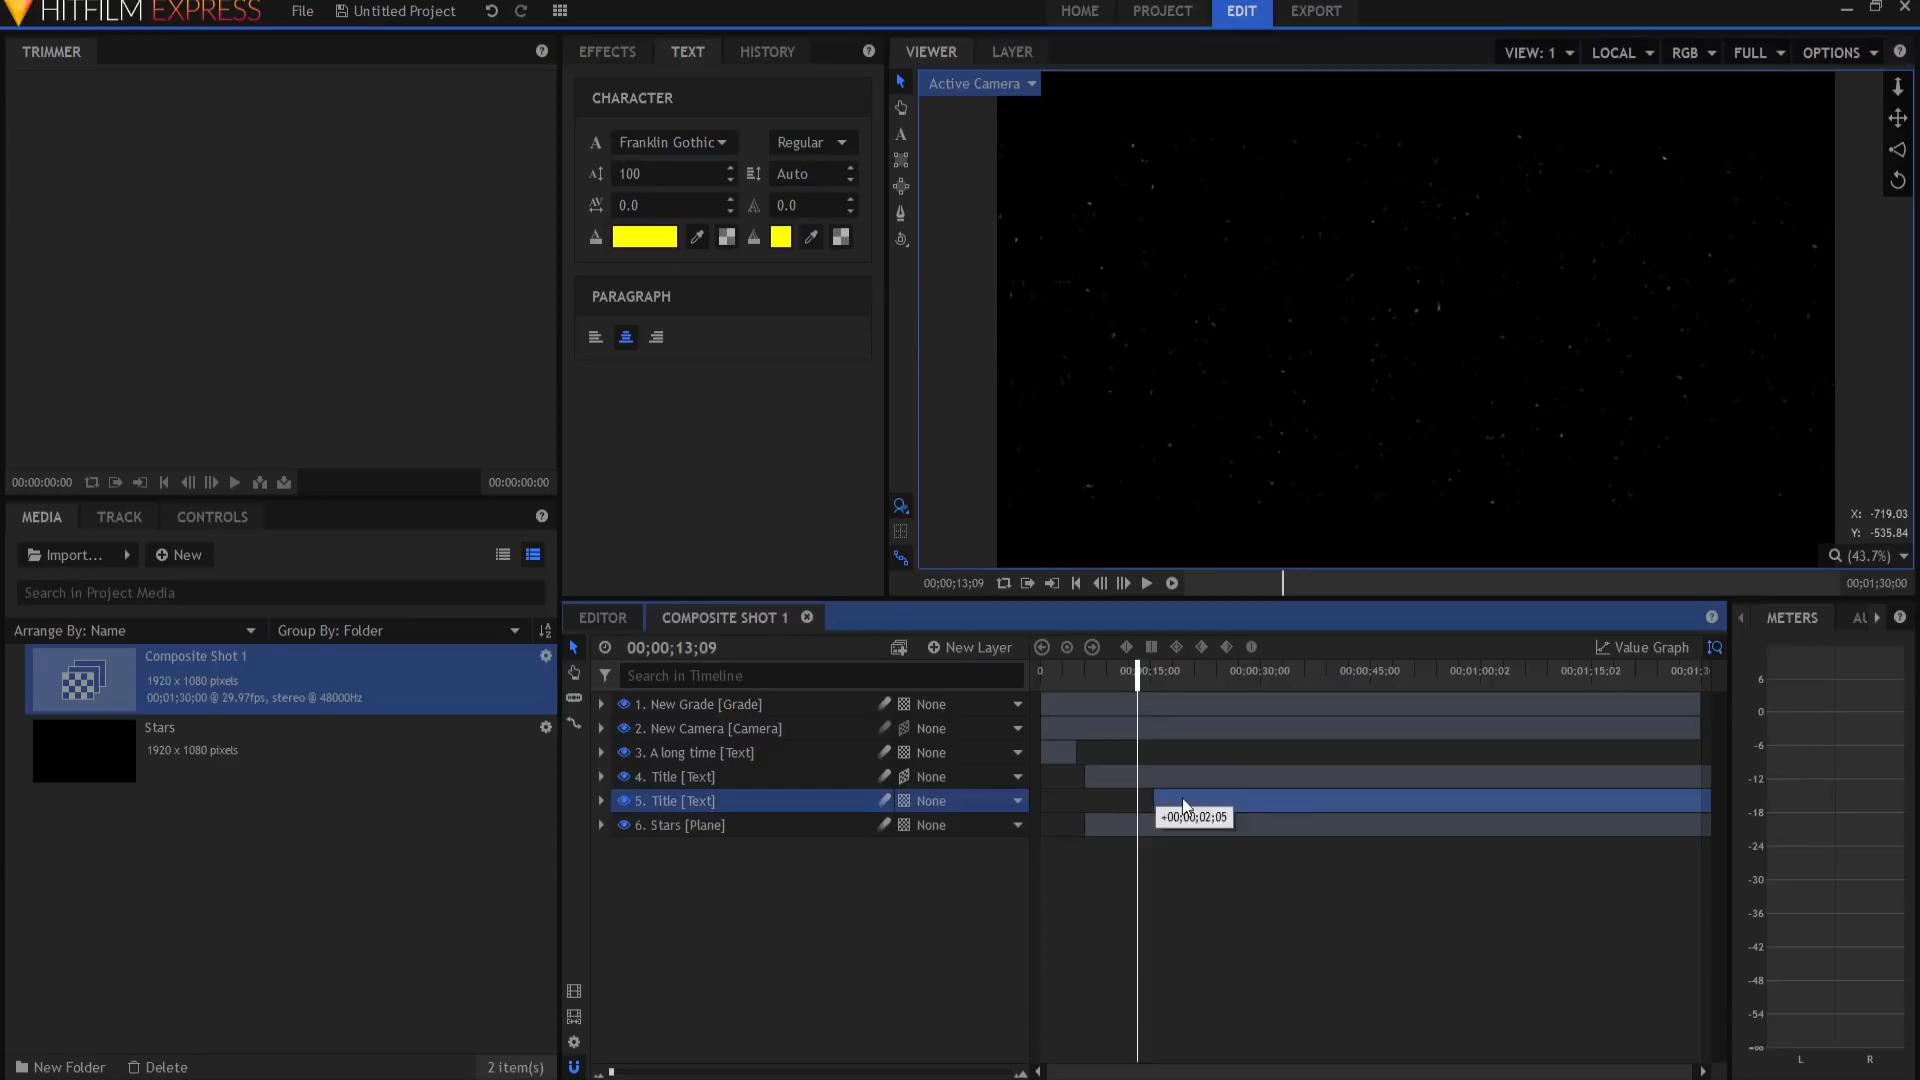 HITFILM EXPRESS
File
Untitled Project
HOME
PROJECT
EDIT
EXPORT
TRIMMER
EFFECTS
TEXT
HISTORY
VIEWER
LAYER
VIEW: 1
LOCAL
RGB
FULL
OPTIONS
CHARACTER
Franklin Gothic
Regular
100
Auto
0.0
0.0
PARAGRAPH
Active Camera
X: -719.03
Y: -535.84
(43.7%)
00:00:00:00
00:00:00:00
00;00;13;09
00;01;30;00
MEDIA
TRACK
CONTROLS
Import...
New
Search in Project Media
Arrange By: Name
Group By: Folder
Composite Shot 1
1920 x 1080 pixels
00;01;30;00 @ 29.97fps, stereo @ 48000Hz
Stars
1920 x 1080 pixels
New Folder
Delete
2 item(s)
EDITOR
COMPOSITE SHOT 1
00;00;13;09
New Layer
Value Graph
Search in Timeline
0
00;00;15;00
00;00;30;00
00;00;45;00
00;01;00;02
00;01;15;02
00;01:3
1. New Grade [Grade]
None
2. New Camera [Camera]
None
3. A long time [Text]
None
4. Title [Text]
None
5. Title [Text]
None
6. Stars [Plane]
None
+00;00;02;05
METERS
AU
6
0
-6
-12
-18
-24
-30
-36
-42
-48
-54
-∞
L
R